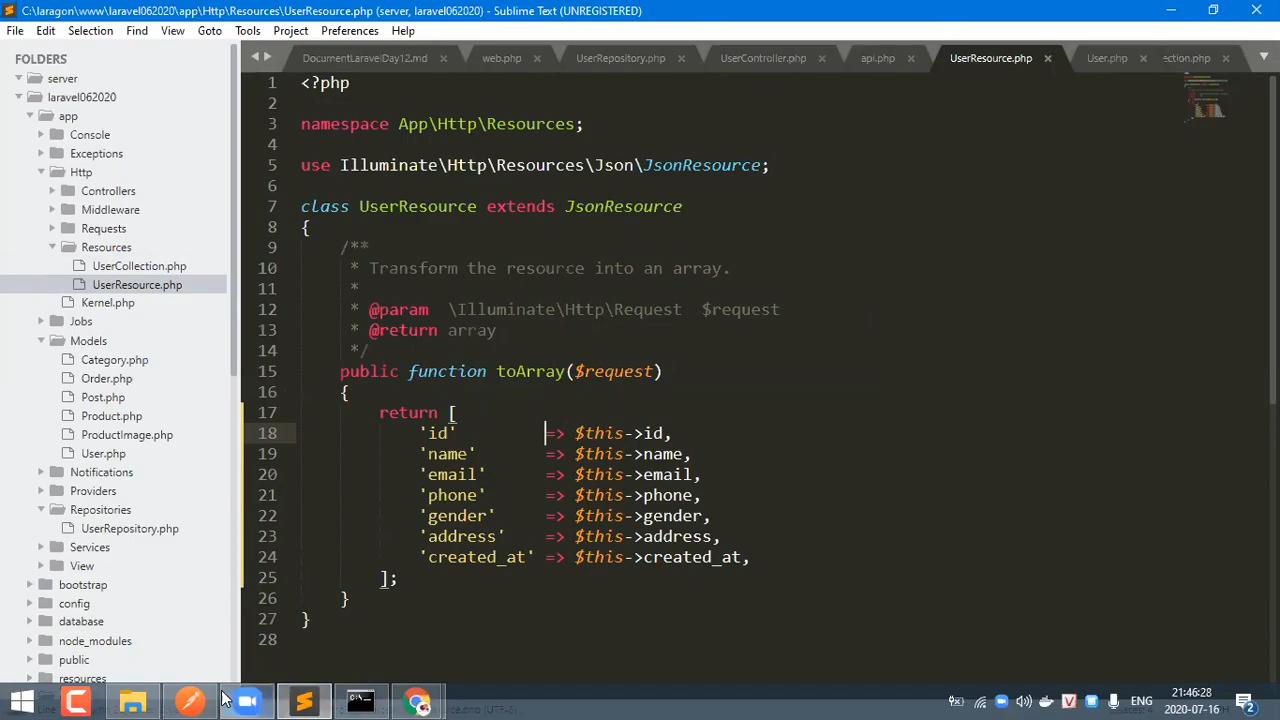 C:\laragon\www\laravel062020\app\Http\Resources\UserResource.php (server, laravel062020) - Sublime Text (UNREGISTERED)
File Edit Selection Find View Goto Tools Project Preferences Help
FOLDERS
server
laravel062020
app
Console
Exceptions
Http
Controllers
Middleware
Requests
Resources
UserCollection.php
UserResource.php
Kernel.php
Jobs
Models
Category.php
Order.php
Post.php
Product.php
ProductImage.php
User.php
Notifications
Providers
Repositories
UserRepository.php
Services
View
bootstrap
config
database
node_modules
public
resources
DocumentLaravelDay12.md web.php UserRepository.php UserController.php api.php UserResource.php User.php ection.php
1 <?php
2
3 namespace App\Http\Resources;
4
5 use Illuminate\Http\Resources\Json\JsonResource;
6
7 class UserResource extends JsonResource
8 {
9 /**
10 * Transform the resource into an array.
11 *
12 * @param \Illuminate\Http\Request $request
13 * @return array
14 */
15 public function toArray($request)
16 {
17 return [
18 'id' => $this->id,
19 'name' => $this->name,
20 'email' => $this->email,
21 'phone' => $this->phone,
22 'gender' => $this->gender,
23 'address' => $this->address,
24 'created_at' => $this->created_at,
25 ];
26 }
27 }
28
ENG
21:46:28
2020-07-16
2